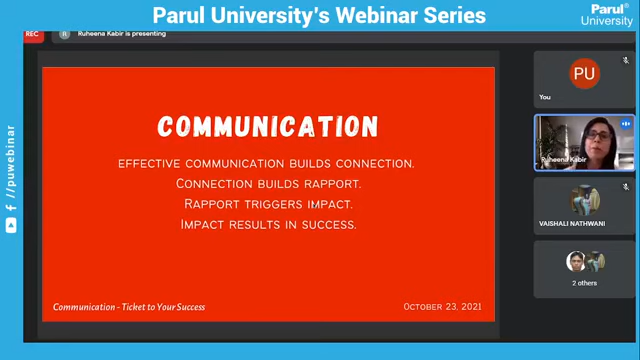 Parul University's Webinar Series
Parul®
University
REC
R
Ruheena Kabir is presenting
COMMUNICATION
EFFECTIVE COMMUNICATION BUILDS CONNECTION.
CONNECTION BUILDS RAPPORT.
RAPPORT TRIGGERS IMPACT.
IMPACT RESULTS IN SUCCESS.
Communication - Ticket to Your Success
OCTOBER 23, 2021
PU
You
Ruheena Kabir
VAISHALI NATHWANI
2 others
//puwebinar